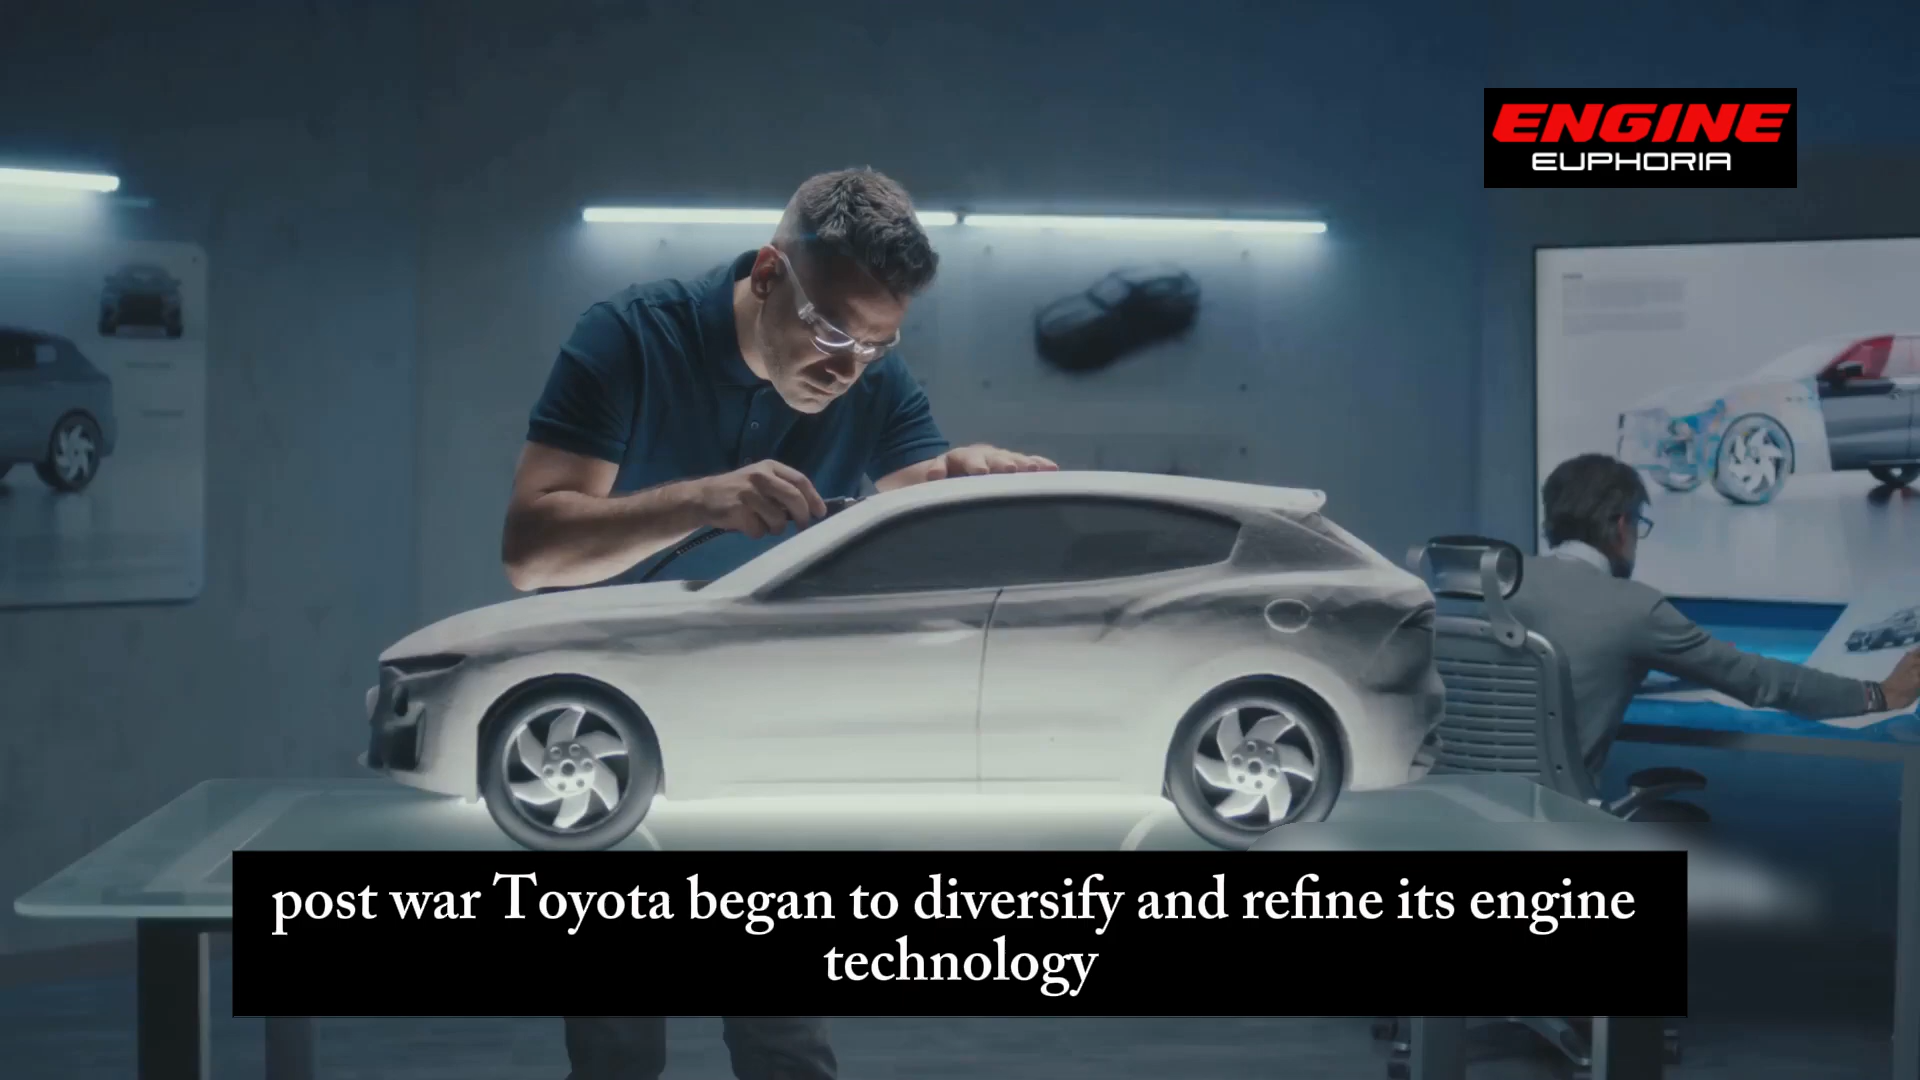 ENGINE
EUPHORIA
post war Toyota began to diversify and refine its engine
technology